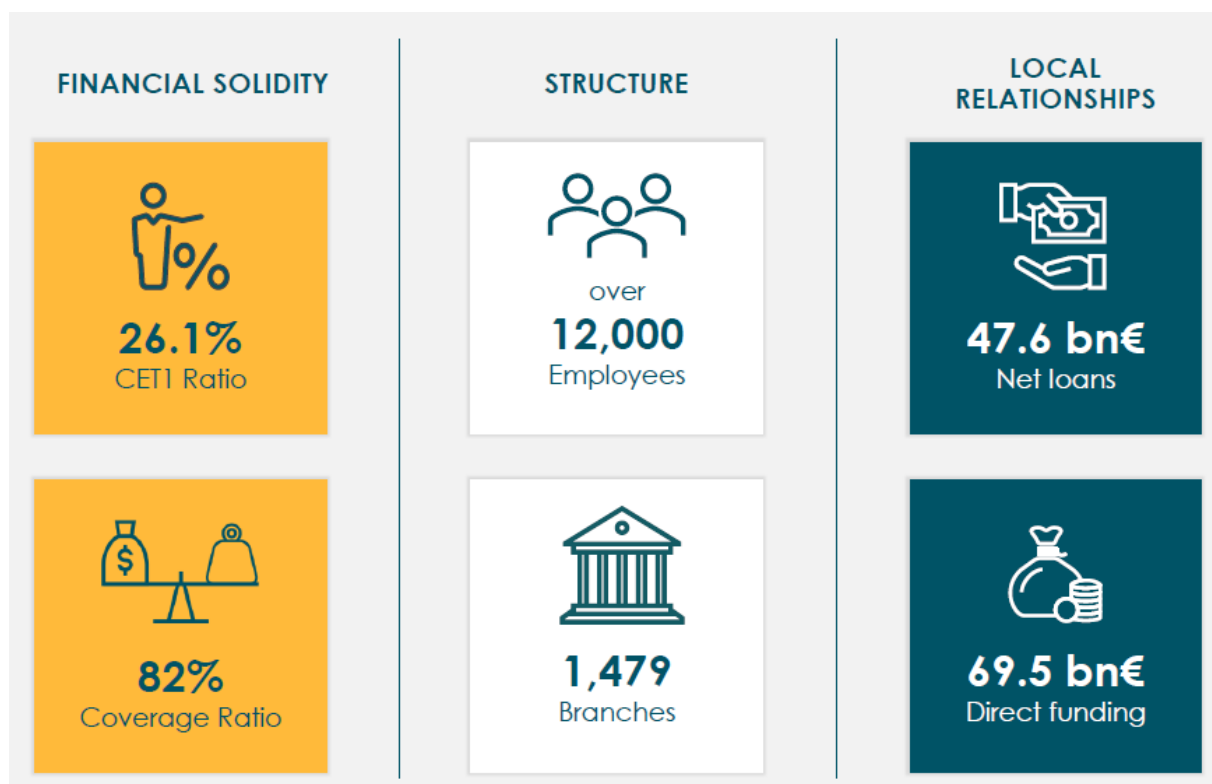 FINANCIAL SOLIDITY
%
26.1%
CET1 Ratio
$
82%
Coverage Ratio
STRUCTURE
over
12,000
Employees
1,479
Branches
LOCAL
RELATIONSHIPS
47.6 bn€
Net loans
69.5 bn€
Direct funding